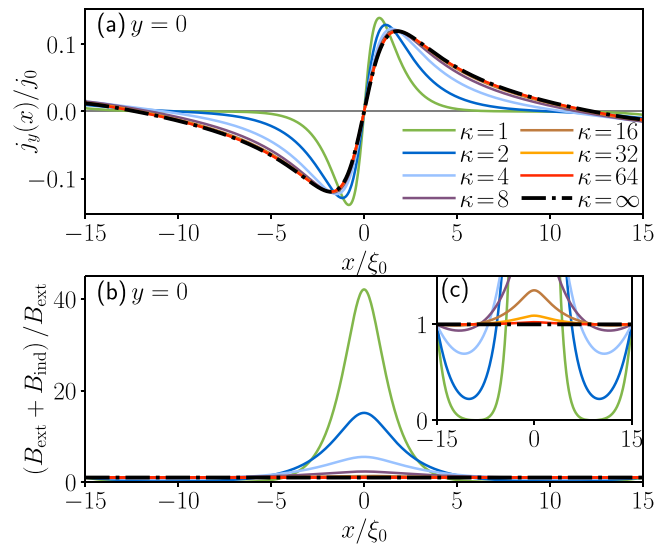 (a) y = 0
j_y(x)/j_0
0.1
0.0
−0.1
κ=1
κ=2
κ=4
κ=8
κ=16
κ=32
κ=64
κ=∞
−15 −10 −5 0 5 10 15
x/ξ_0
(b) y = 0
(B_ext + B_ind)/B_ext
40
20
0
−15 −10 −5 0 5 10 15
x/ξ_0
(c)
1
0
−15 0 15